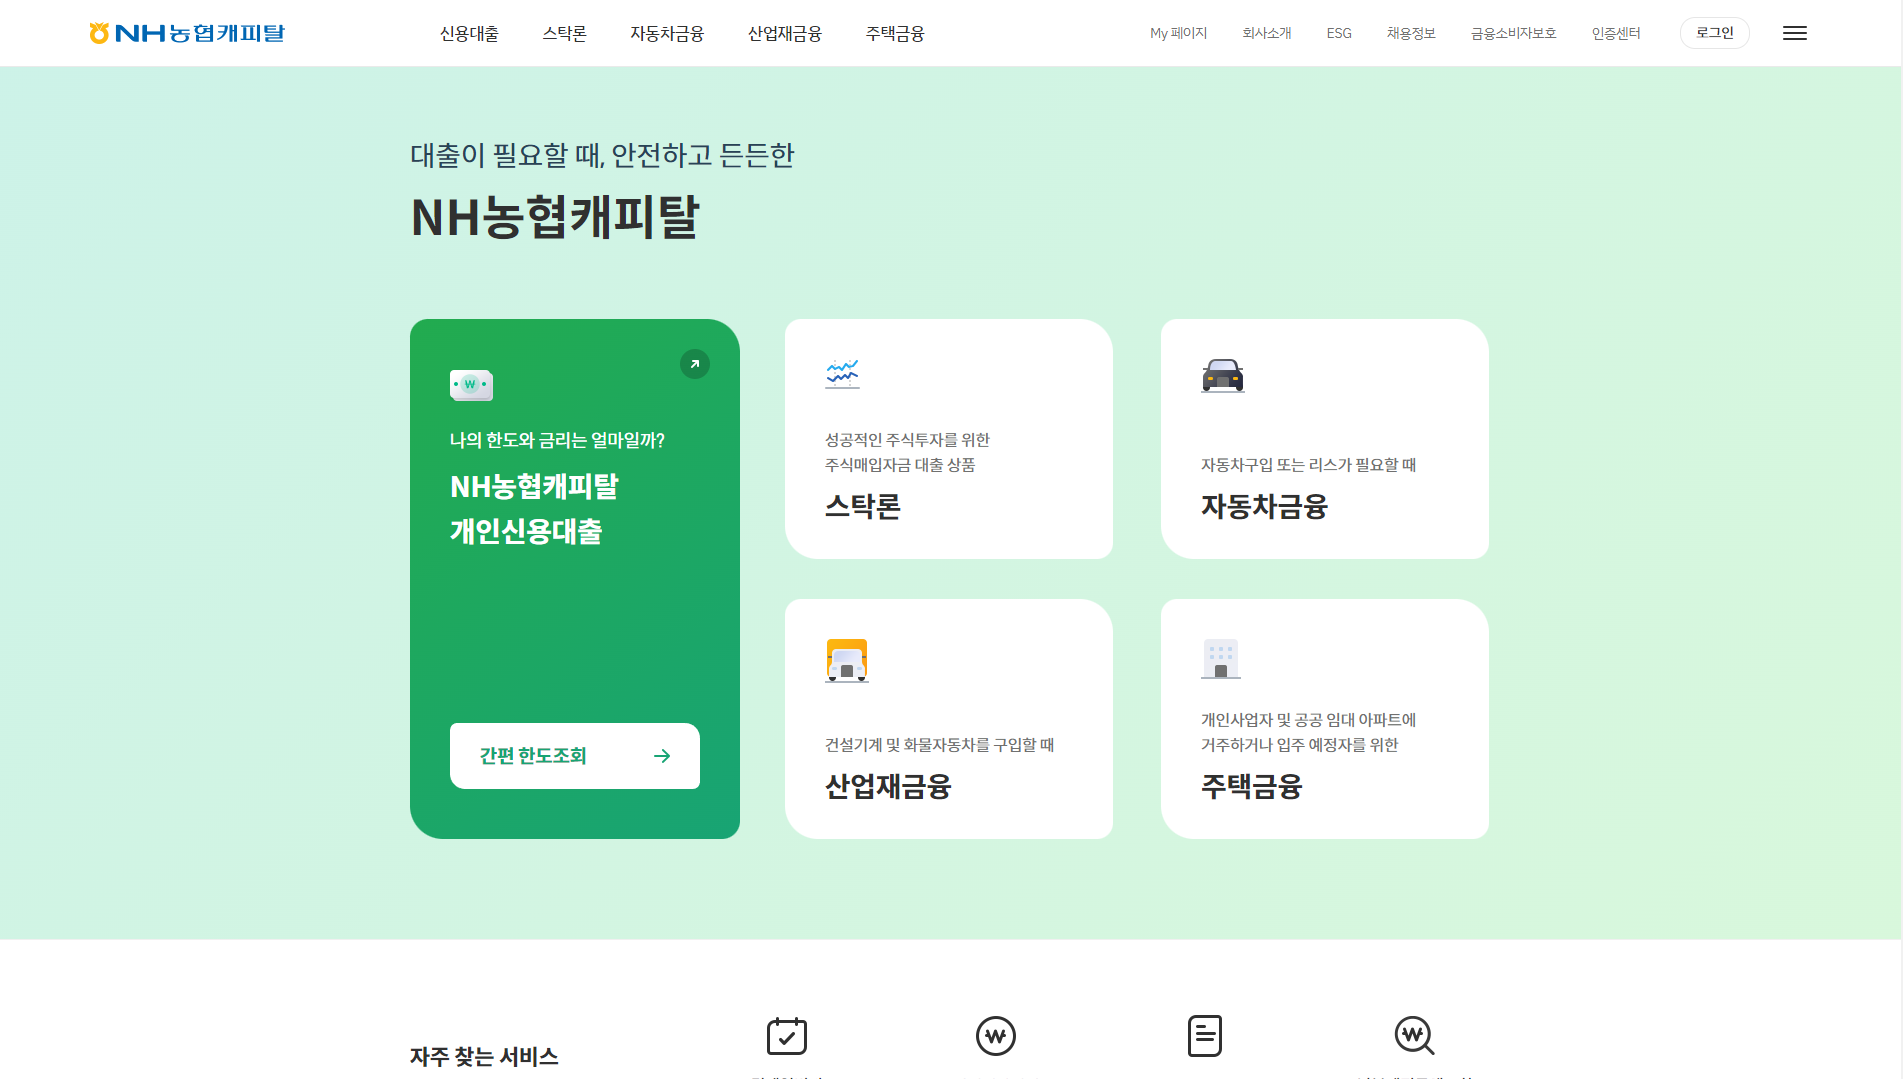 NH농협캐피탈
신용대출
스탁론
자동차금융
산업재금융
주택금융
My 페이지
회사소개
ESG
채용정보
금융소비자보호
인증센터
로그인
대출이 필요할 때, 안전하고 든든한
NH농협캐피탈
나의 한도와 금리는 얼마일까?
NH농협캐피탈
개인신용대출
간편 한도조회
성공적인 주식투자를 위한
주식매입자금 대출 상품
스탁론
자동차구입 또는 리스가 필요할 때
자동차금융
건설기계 및 화물자동차를 구입할 때
산업재금융
개인사업자 및 공공 임대 아파트에
거주하거나 입주 예정자를 위한
주택금융
자주 찾는 서비스